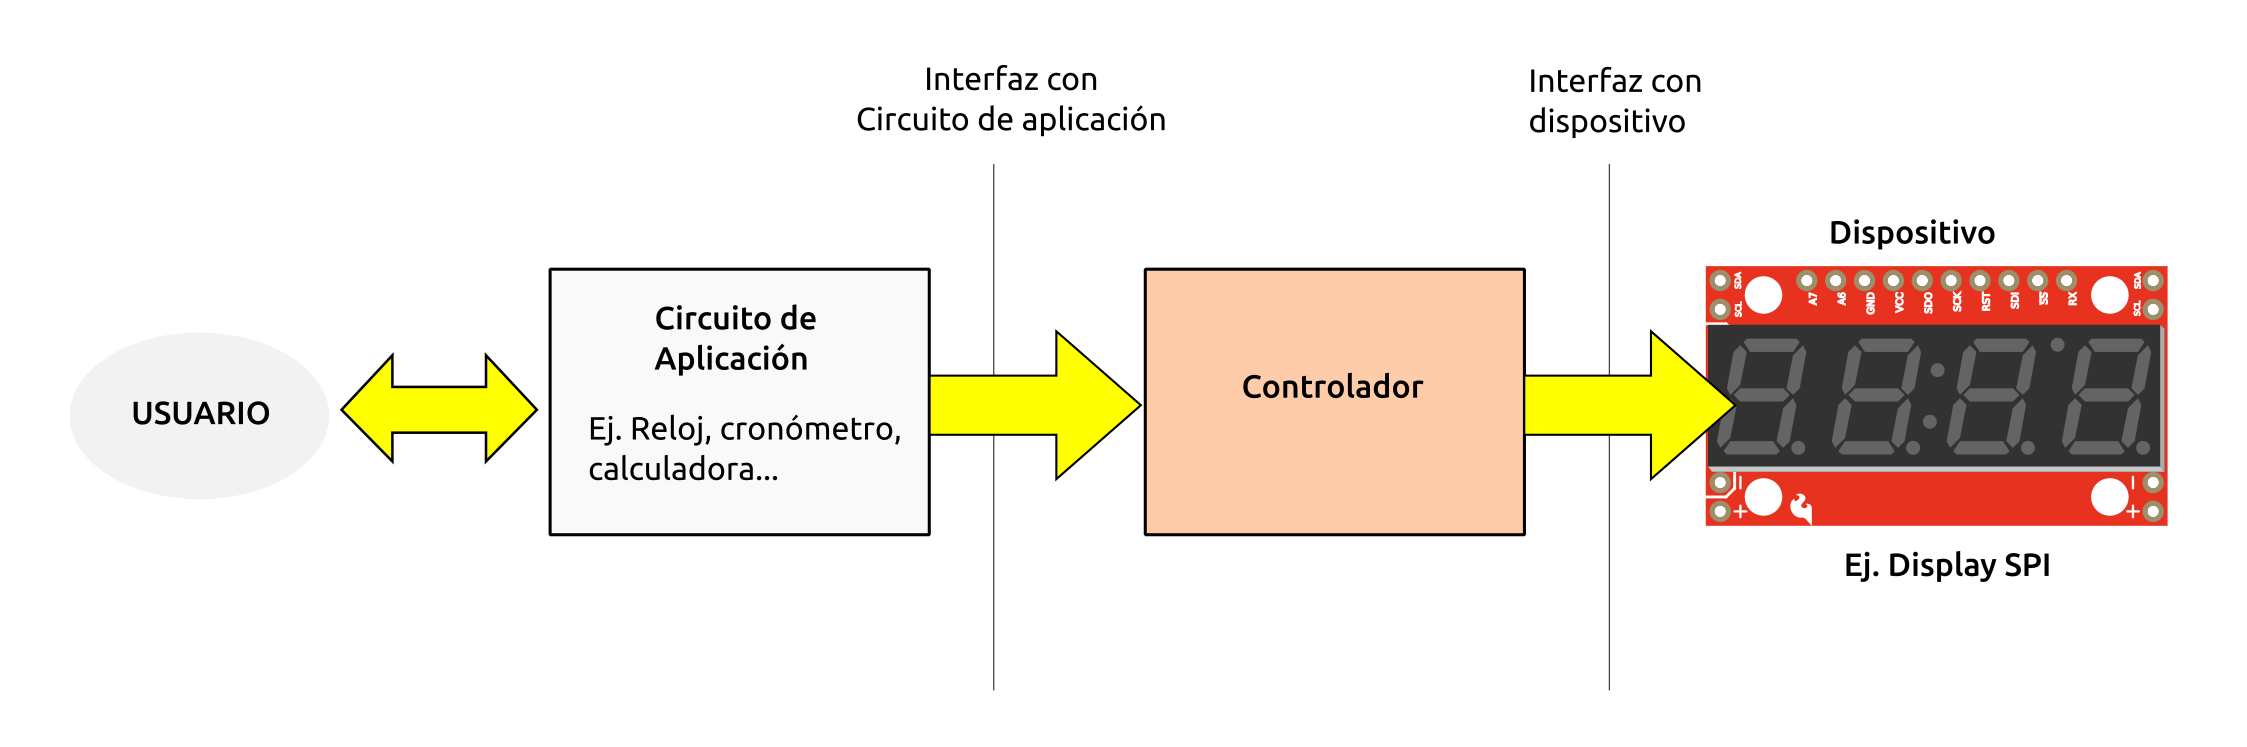 Interfaz con
Circuito de aplicación
Interfaz con
dispositivo
USUARIO
Circuito de
Aplicación
Ej. Reloj, cronómetro,
calculadora...
Controlador
Dispositivo
SDA
SCL
A7
A6
GND
VCC
SDO
SCK
RST
SDI
SS
RX
SDA
SCL
-
+
-
+
Ej. Display SPI